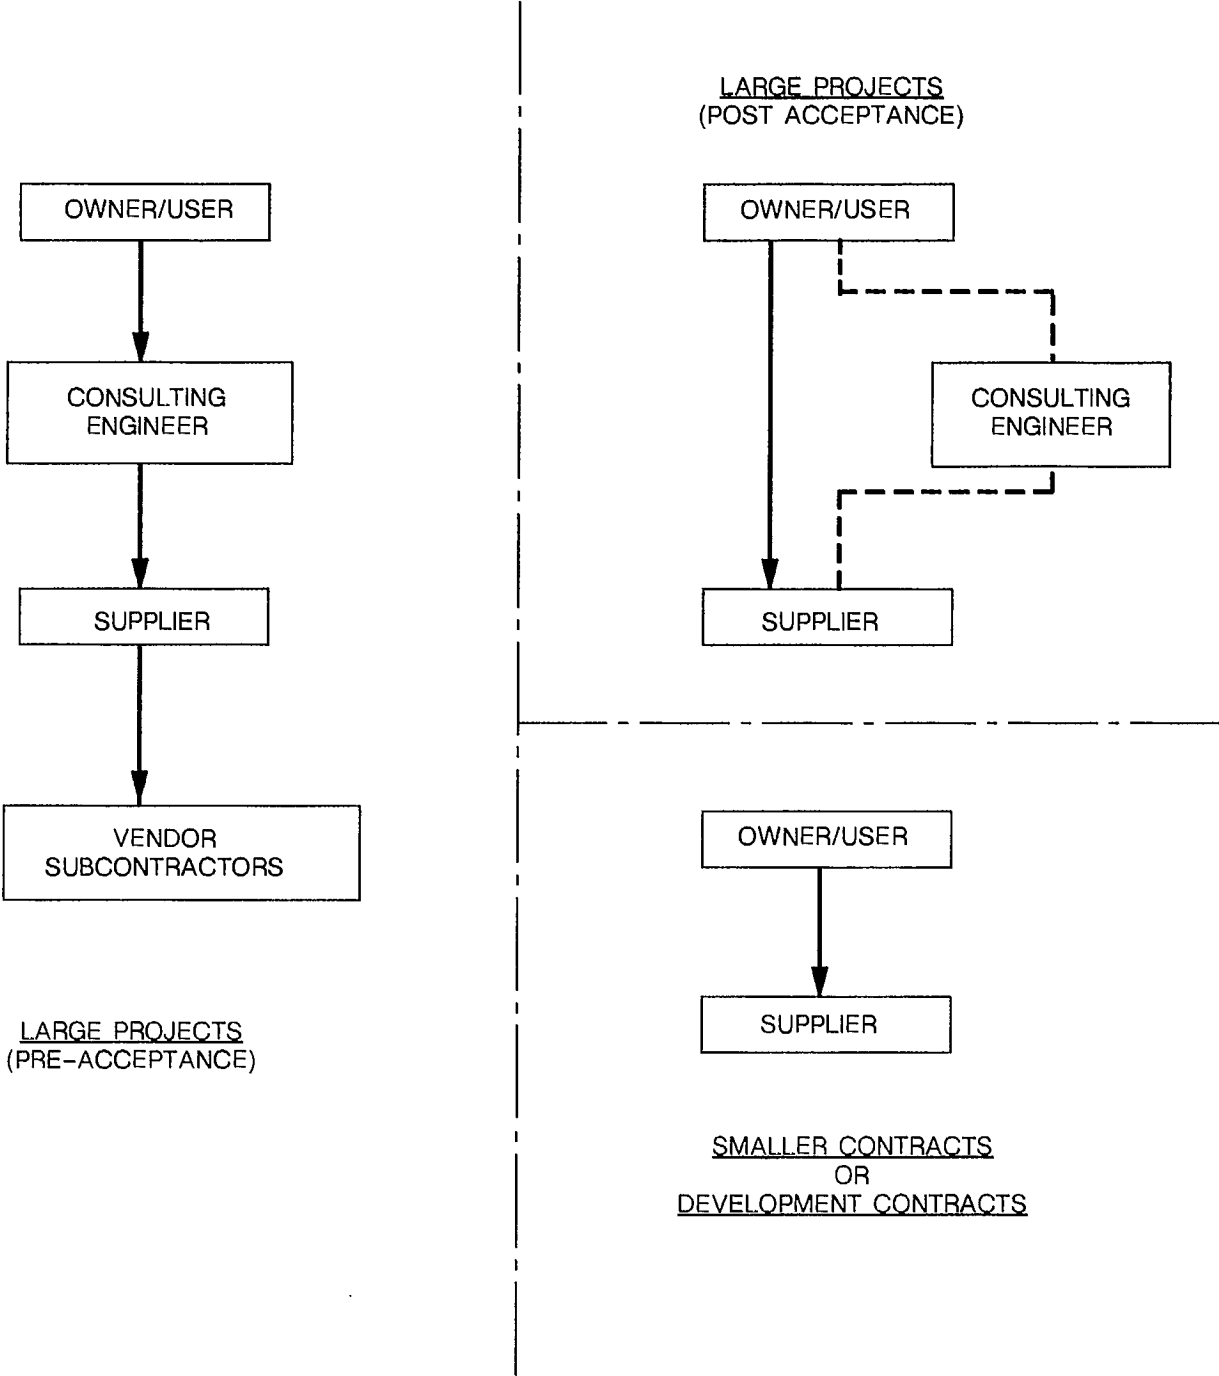 OWNER/USER
CONSULTING
ENGINEER
SUPPLIER
VENDOR
SUBCONTRACTORS
LARGE PROJECTS
(PRE-ACCEPTANCE)
LARGE PROJECTS
(POST ACCEPTANCE)
OWNER/USER
CONSULTING
ENGINEER
SUPPLIER
OWNER/USER
SUPPLIER
SMALLER CONTRACTS
OR
DEVELOPMENT CONTRACTS